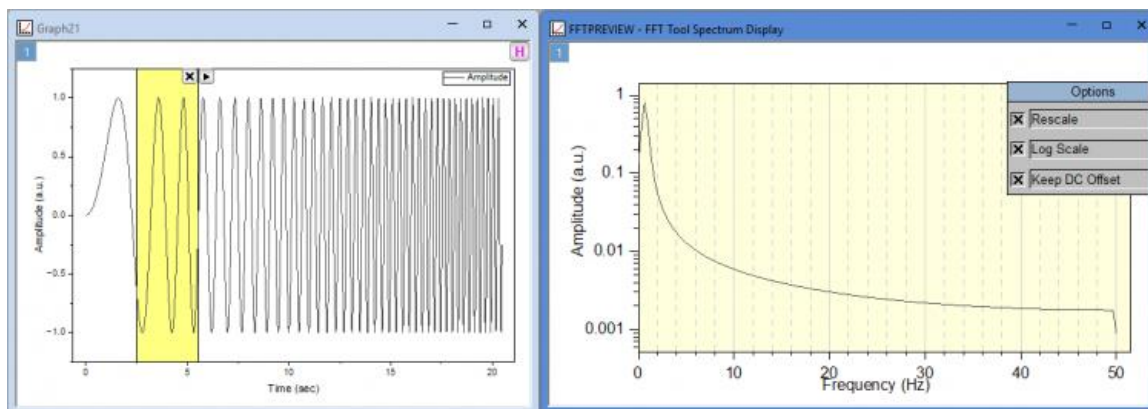 Graph21
1
H
Amplitude
1.0
0.5
0.0
−0.5
−1.0
Amplitude (a.u.)
0 5 10 15 20
Time (sec)
FFTPREVIEW - FFT Tool Spectrum Display
1
Options
Rescale
Log Scale
Keep DC Offset
1
0.1
0.01
0.001
Amplitude (a.u.)
0 10 20 30 40 50
Frequency (Hz)